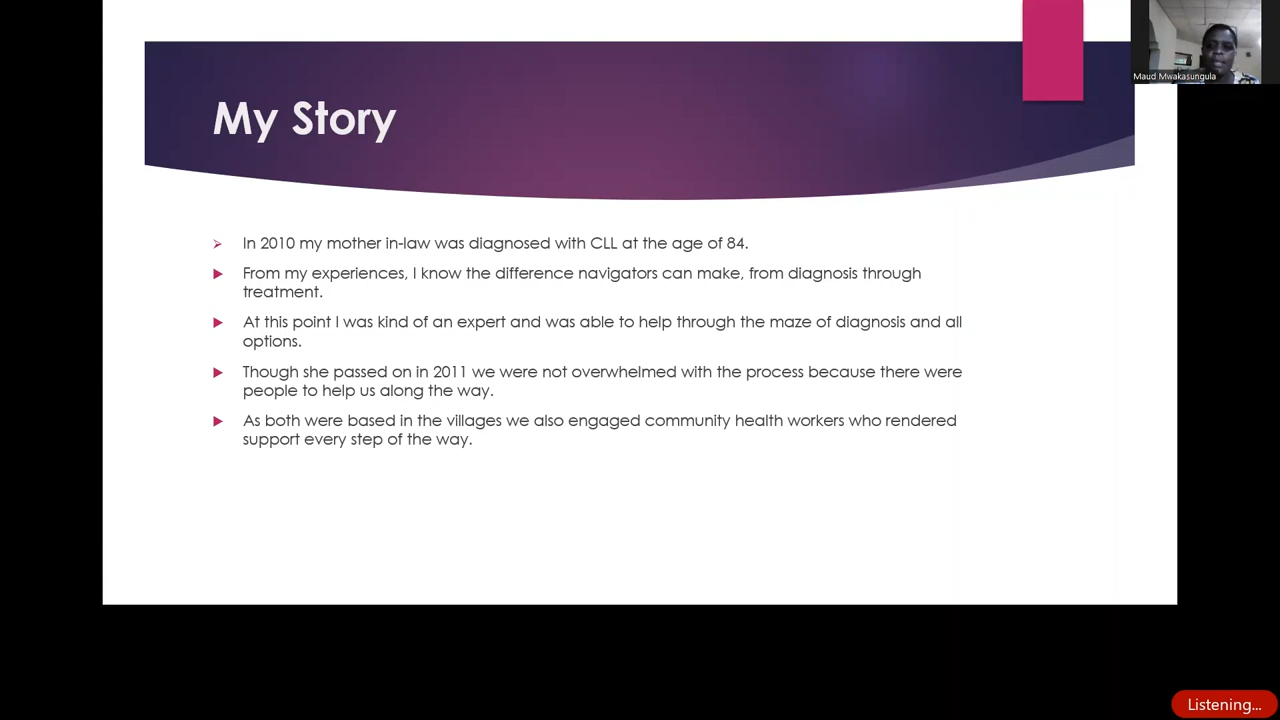 My Story
Maud Mwakasungula
In 2010 my mother in-law was diagnosed with CLL at the age of 84.
From my experiences, I know the difference navigators can make, from diagnosis through
treatment.
At this point I was kind of an expert and was able to help through the maze of diagnosis and all
options.
Though she passed on in 2011 we were not overwhelmed with the process because there were
people to help us along the way.
As both were based in the villages we also engaged community health workers who rendered
support every step of the way.
Listening...